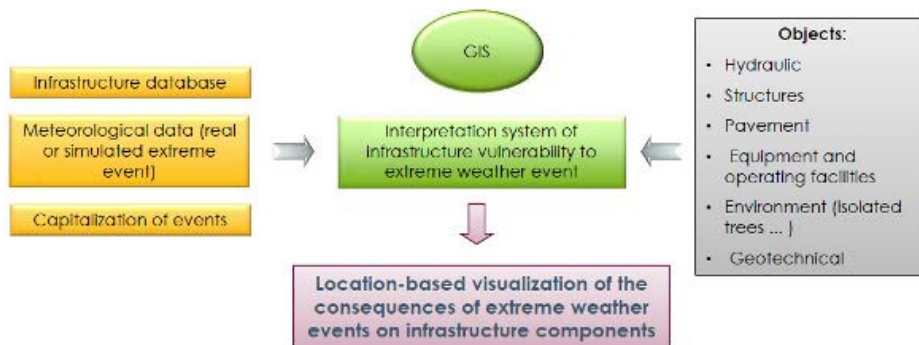 GIS
Infrastructure database
Meteorological data (real
or simulated extreme
event)
Capitalization of events
Interpretation system of
infrastructure vulnerability to
extreme weather event
Objects:
• Hydraulic
• Structures
• Pavement
• Equipment and
operating facilities
• Environment (isolated
trees ... )
• Geotechnical
Location-based visualization of the
consequences of extreme weather
events on infrastructure components